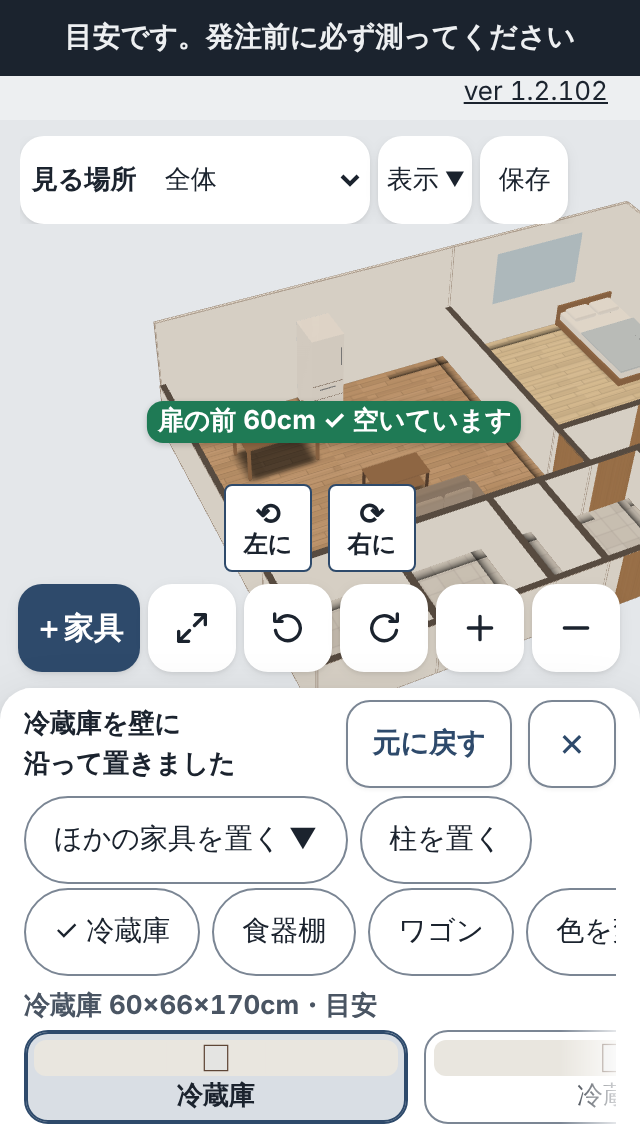 目安です。発注前に必ず測ってください
ver 1.2.102
見る場所 全体
表示 ▼
保存
扉の前 60cm ✓ 空いています
⟲
左に
⟳
右に
+家具
冷蔵庫を壁に
沿って置きました
元に戻す
×
ほかの家具を置く ▼
柱を置く
✓ 冷蔵庫
食器棚
ワゴン
色を
冷蔵庫 60×66×170cm・目安
冷蔵庫
冷